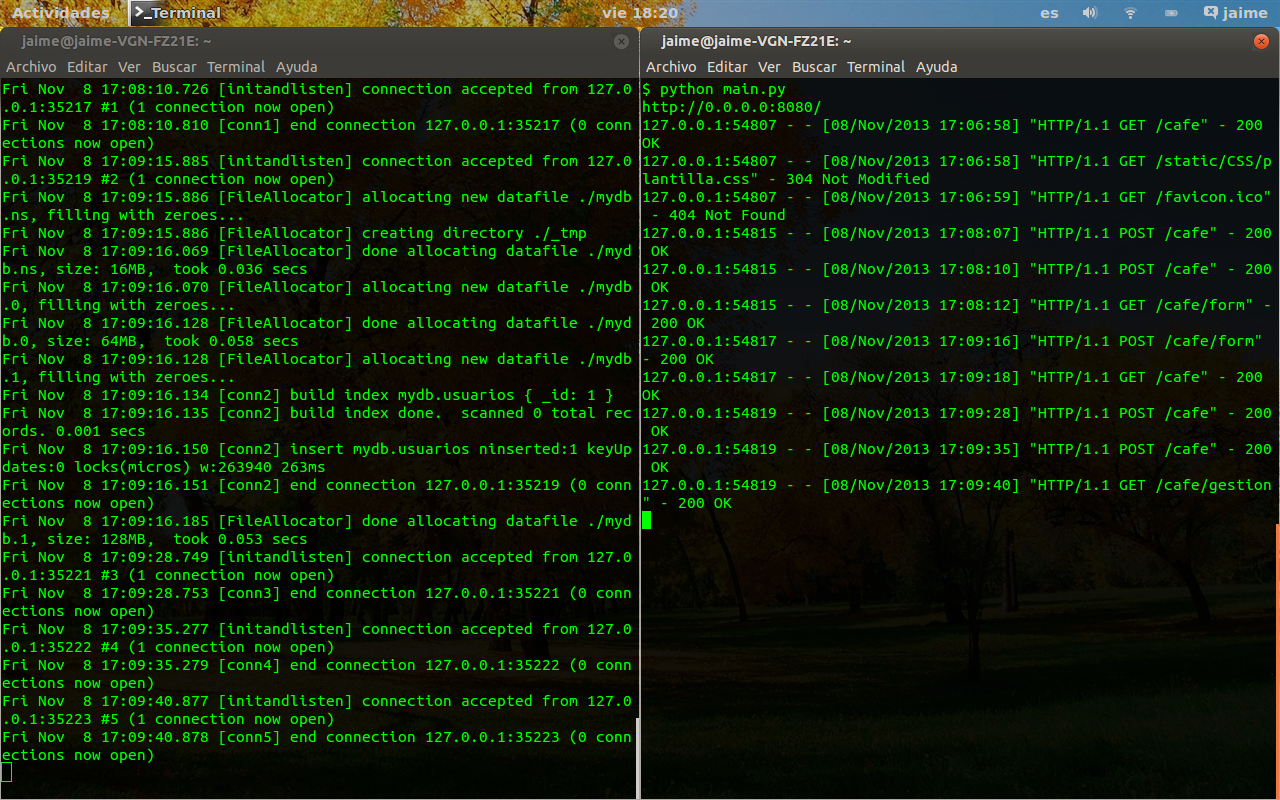 Actividades
>_Terminal
vie 18:20
es
jaime
jaime@jaime-VGN-FZ21E: ~
Archivo Editar Ver Buscar Terminal Ayuda
Fri Nov  8 17:08:10.726 [initandlisten] connection accepted from 127.0
.0.1:35217 #1 (1 connection now open)
Fri Nov  8 17:08:10.810 [conn1] end connection 127.0.0.1:35217 (0 conn
ections now open)
Fri Nov  8 17:09:15.885 [initandlisten] connection accepted from 127.0
.0.1:35219 #2 (1 connection now open)
Fri Nov  8 17:09:15.886 [FileAllocator] allocating new datafile ./mydb
.ns, filling with zeroes...
Fri Nov  8 17:09:15.886 [FileAllocator] creating directory ./_tmp
Fri Nov  8 17:09:16.069 [FileAllocator] done allocating datafile ./myd
b.ns, size: 16MB,  took 0.036 secs
Fri Nov  8 17:09:16.070 [FileAllocator] allocating new datafile ./mydb
.0, filling with zeroes...
Fri Nov  8 17:09:16.128 [FileAllocator] done allocating datafile ./myd
b.0, size: 64MB,  took 0.058 secs
Fri Nov  8 17:09:16.128 [FileAllocator] allocating new datafile ./mydb
.1, filling with zeroes...
Fri Nov  8 17:09:16.134 [conn2] build index mydb.usuarios { _id: 1 }
Fri Nov  8 17:09:16.135 [conn2] build index done.  scanned 0 total rec
ords. 0.001 secs
Fri Nov  8 17:09:16.150 [conn2] insert mydb.usuarios ninserted:1 keyUp
dates:0 locks(micros) w:263940 263ms
Fri Nov  8 17:09:16.151 [conn2] end connection 127.0.0.1:35219 (0 conn
ections now open)
Fri Nov  8 17:09:16.185 [FileAllocator] done allocating datafile ./myd
b.1, size: 128MB,  took 0.053 secs
Fri Nov  8 17:09:28.749 [initandlisten] connection accepted from 127.0
.0.1:35221 #3 (1 connection now open)
Fri Nov  8 17:09:28.753 [conn3] end connection 127.0.0.1:35221 (0 conn
ections now open)
Fri Nov  8 17:09:35.277 [initandlisten] connection accepted from 127.0
.0.1:35222 #4 (1 connection now open)
Fri Nov  8 17:09:35.279 [conn4] end connection 127.0.0.1:35222 (0 conn
ections now open)
Fri Nov  8 17:09:40.877 [initandlisten] connection accepted from 127.0
.0.1:35223 #5 (1 connection now open)
Fri Nov  8 17:09:40.878 [conn5] end connection 127.0.0.1:35223 (0 conn
ections now open)
jaime@jaime-VGN-FZ21E: ~
Archivo Editar Ver Buscar Terminal Ayuda
$ python main.py
http://0.0.0.0:8080/
127.0.0.1:54807 - - [08/Nov/2013 17:06:58] "HTTP/1.1 GET /cafe" - 200
OK
127.0.0.1:54807 - - [08/Nov/2013 17:06:58] "HTTP/1.1 GET /static/CSS/p
lantilla.css" - 304 Not Modified
127.0.0.1:54807 - - [08/Nov/2013 17:06:59] "HTTP/1.1 GET /favicon.ico"
 - 404 Not Found
127.0.0.1:54815 - - [08/Nov/2013 17:08:07] "HTTP/1.1 POST /cafe" - 200
 OK
127.0.0.1:54815 - - [08/Nov/2013 17:08:10] "HTTP/1.1 POST /cafe" - 200
 OK
127.0.0.1:54815 - - [08/Nov/2013 17:08:12] "HTTP/1.1 GET /cafe/form" -
 200 OK
127.0.0.1:54817 - - [08/Nov/2013 17:09:16] "HTTP/1.1 POST /cafe/form"
- 200 OK
127.0.0.1:54817 - - [08/Nov/2013 17:09:18] "HTTP/1.1 GET /cafe" - 200
OK
127.0.0.1:54819 - - [08/Nov/2013 17:09:28] "HTTP/1.1 POST /cafe" - 200
 OK
127.0.0.1:54819 - - [08/Nov/2013 17:09:35] "HTTP/1.1 POST /cafe" - 200
 OK
127.0.0.1:54819 - - [08/Nov/2013 17:09:40] "HTTP/1.1 GET /cafe/gestion
" - 200 OK